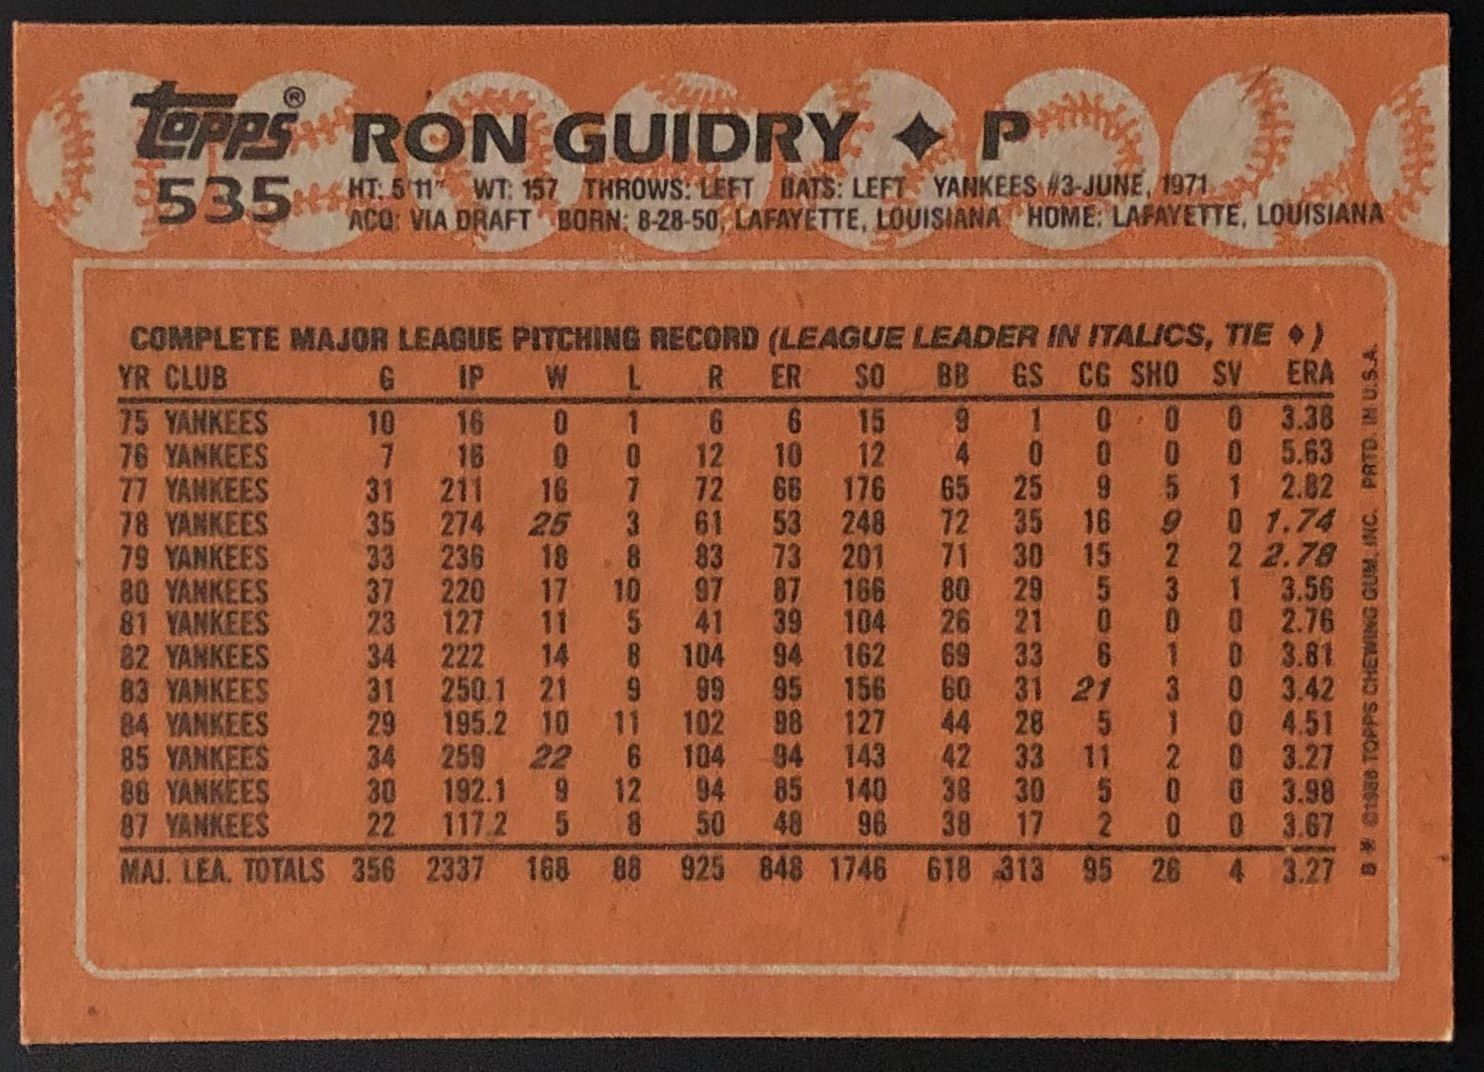 topps® RON GUIDRY ✦ P
535 HT: 5'11" WT: 157 THROWS: LEFT BATS: LEFT YANKEES #3-JUNE, 1971
ACQ: VIA DRAFT BORN: 8-28-50, LAFAYETTE, LOUISIANA HOME: LAFAYETTE, LOUISIANA
COMPLETE MAJOR LEAGUE PITCHING RECORD (LEAGUE LEADER IN ITALICS, TIE ♦)
YR CLUB G IP W L R ER SO BB GS CG SHO SV ERA
75 YANKEES 10 16 0 1 6 6 15 9 1 0 0 0 3.38
76 YANKEES 7 16 0 0 12 10 12 4 0 0 0 0 5.63
77 YANKEES 31 211 16 7 72 66 176 65 25 9 5 1 2.82
78 YANKEES 35 274 25 3 61 53 248 72 35 16 9 0 1.74
79 YANKEES 33 236 18 8 83 73 201 71 30 15 2 2 2.78
80 YANKEES 37 220 17 10 97 87 166 80 29 5 3 1 3.56
81 YANKEES 23 127 11 5 41 39 104 26 21 0 0 0 2.76
82 YANKEES 34 222 14 8 104 94 162 69 33 6 1 0 3.81
83 YANKEES 31 250.1 21 9 99 95 156 60 31 21 3 0 3.42
84 YANKEES 29 195.2 10 11 102 98 127 44 28 5 1 0 4.51
85 YANKEES 34 259 22 6 104 94 143 42 33 11 2 0 3.27
86 YANKEES 30 192.1 9 12 94 85 140 38 30 5 0 0 3.98
87 YANKEES 22 117.2 5 8 50 48 96 38 17 2 0 0 3.67
MAJ. LEA. TOTALS 356 2337 168 88 925 848 1746 618 313 95 26 4 3.27
B * ©1988 TOPPS CHEWING GUM, INC. PRTD. IN U.S.A.